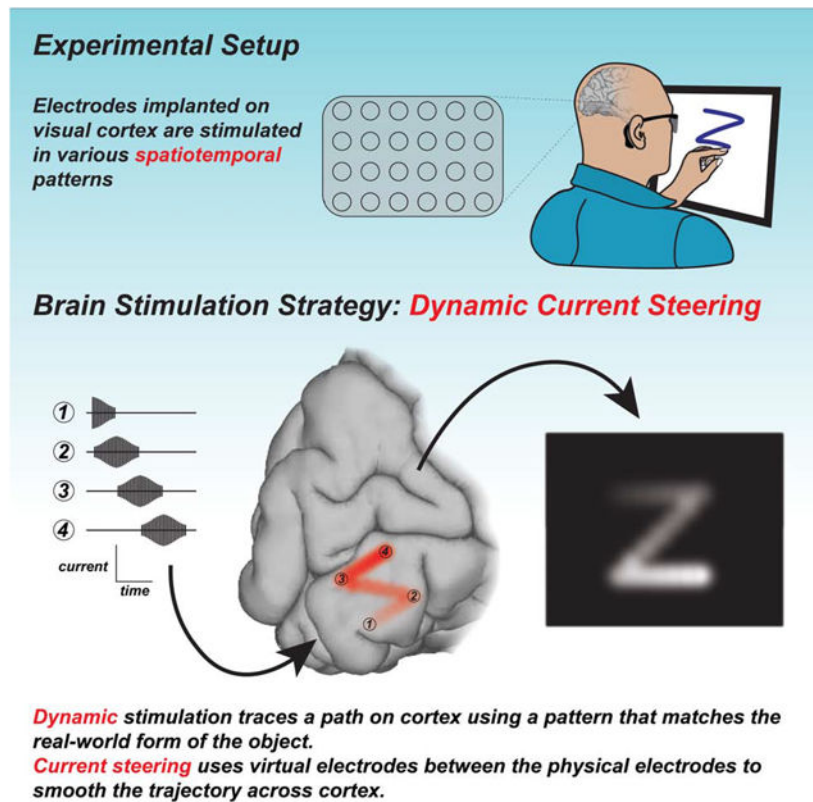 Experimental Setup
Electrodes implanted on
visual cortex are stimulated
in various spatiotemporal
patterns
Brain Stimulation Strategy: Dynamic Current Steering
1
2
3
4
current
time
4
3
2
1
Dynamic stimulation traces a path on cortex using a pattern that matches the
real-world form of the object.
Current steering uses virtual electrodes between the physical electrodes to
smooth the trajectory across cortex.